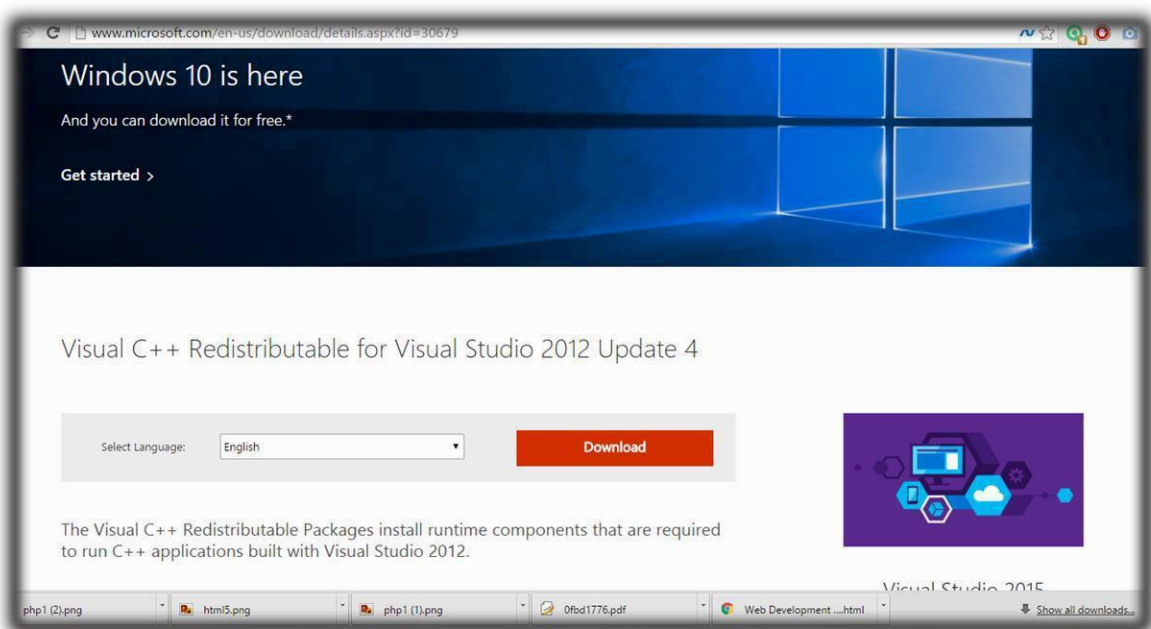 www.microsoft.com/en-us/download/details.aspx?id=30679
Windows 10 is here
And you can download it for free.*
Get started >
Visual C++ Redistributable for Visual Studio 2012 Update 4
Select Language:
English
Download
The Visual C++ Redistributable Packages install runtime components that are required
to run C++ applications built with Visual Studio 2012.
Visual Studio 2015
php1 (2).png
html5.png
php1 (1).png
0fbd1776.pdf
Web Development ....html
Show all downloads...